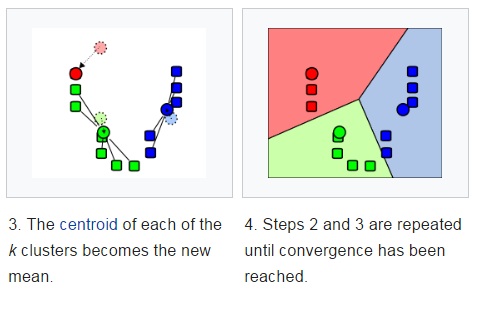 3. The centroid of each of the
k clusters becomes the new
mean.
4. Steps 2 and 3 are repeated
until convergence has been
reached.